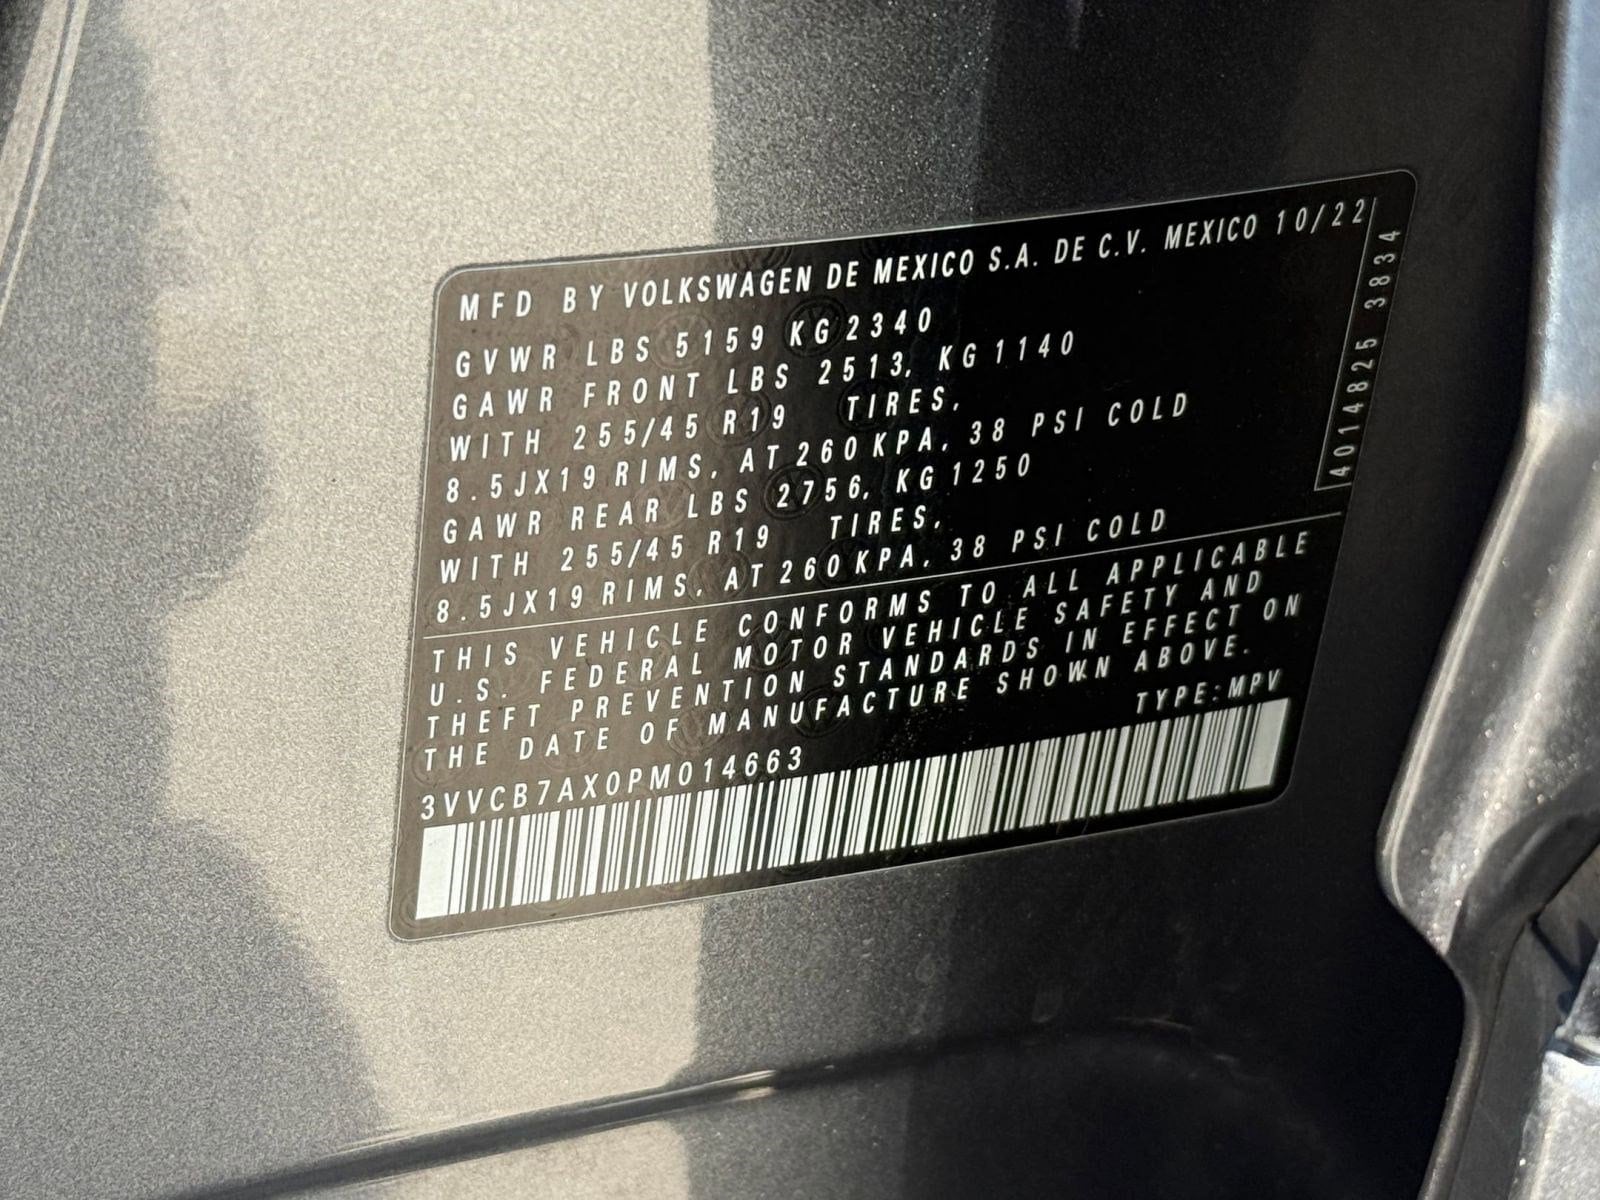 MFD BY VOLKSWAGEN DE MEXICO S.A. DE C.V. MEXICO 10/22
GVWR LBS 5159 KG 2340
GAWR FRONT LBS 2513, KG 1140
WITH 255/45 R19 TIRES,
8.5JX19 RIMS, AT 260KPA, 38 PSI COLD
GAWR REAR LBS 2756, KG 1250
WITH 255/45 R19 TIRES,
8.5JX19 RIMS, AT 260KPA, 38 PSI COLD
4014825 3834
THIS VEHICLE CONFORMS TO ALL APPLICABLE
U.S. FEDERAL MOTOR VEHICLE SAFETY AND
THEFT PREVENTION STANDARDS IN EFFECT ON
THE DATE OF MANUFACTURE SHOWN ABOVE.
3VVCB7AX0PM014663 TYPE:MPV